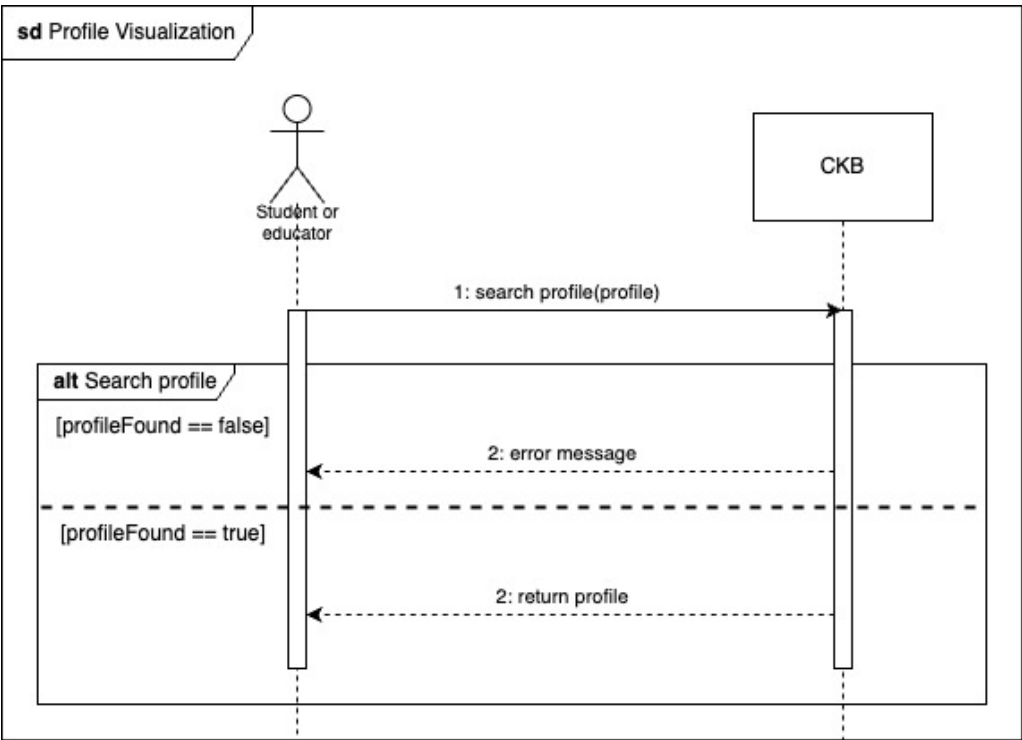 sd Profile Visualization
Student or
educator
CKB
1: search profile(profile)
alt Search profile
[profileFound == false]
2: error message
[profileFound == true]
2: return profile